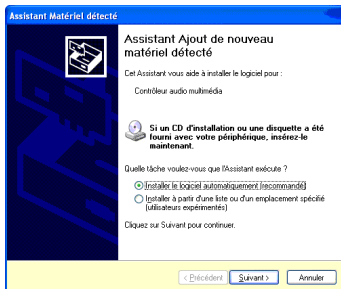 Assistant Matériel détecté
Assistant Ajout de nouveau
matériel détecté
Cet Assistant vous aide à installer le logiciel pour :
Contrôleur audio multimédia
Si un CD d'installation ou une disquette a été
fourni avec votre périphérique, insérez-le
maintenant.
Quelle tâche voulez-vous que l'Assistant exécute ?
Installer le logiciel automatiquement (recommandé)
Installer à partir d'une liste ou d'un emplacement spécifié
(utilisateurs expérimentés)
Cliquez sur Suivant pour continuer.
< Précédent
Suivant >
Annuler